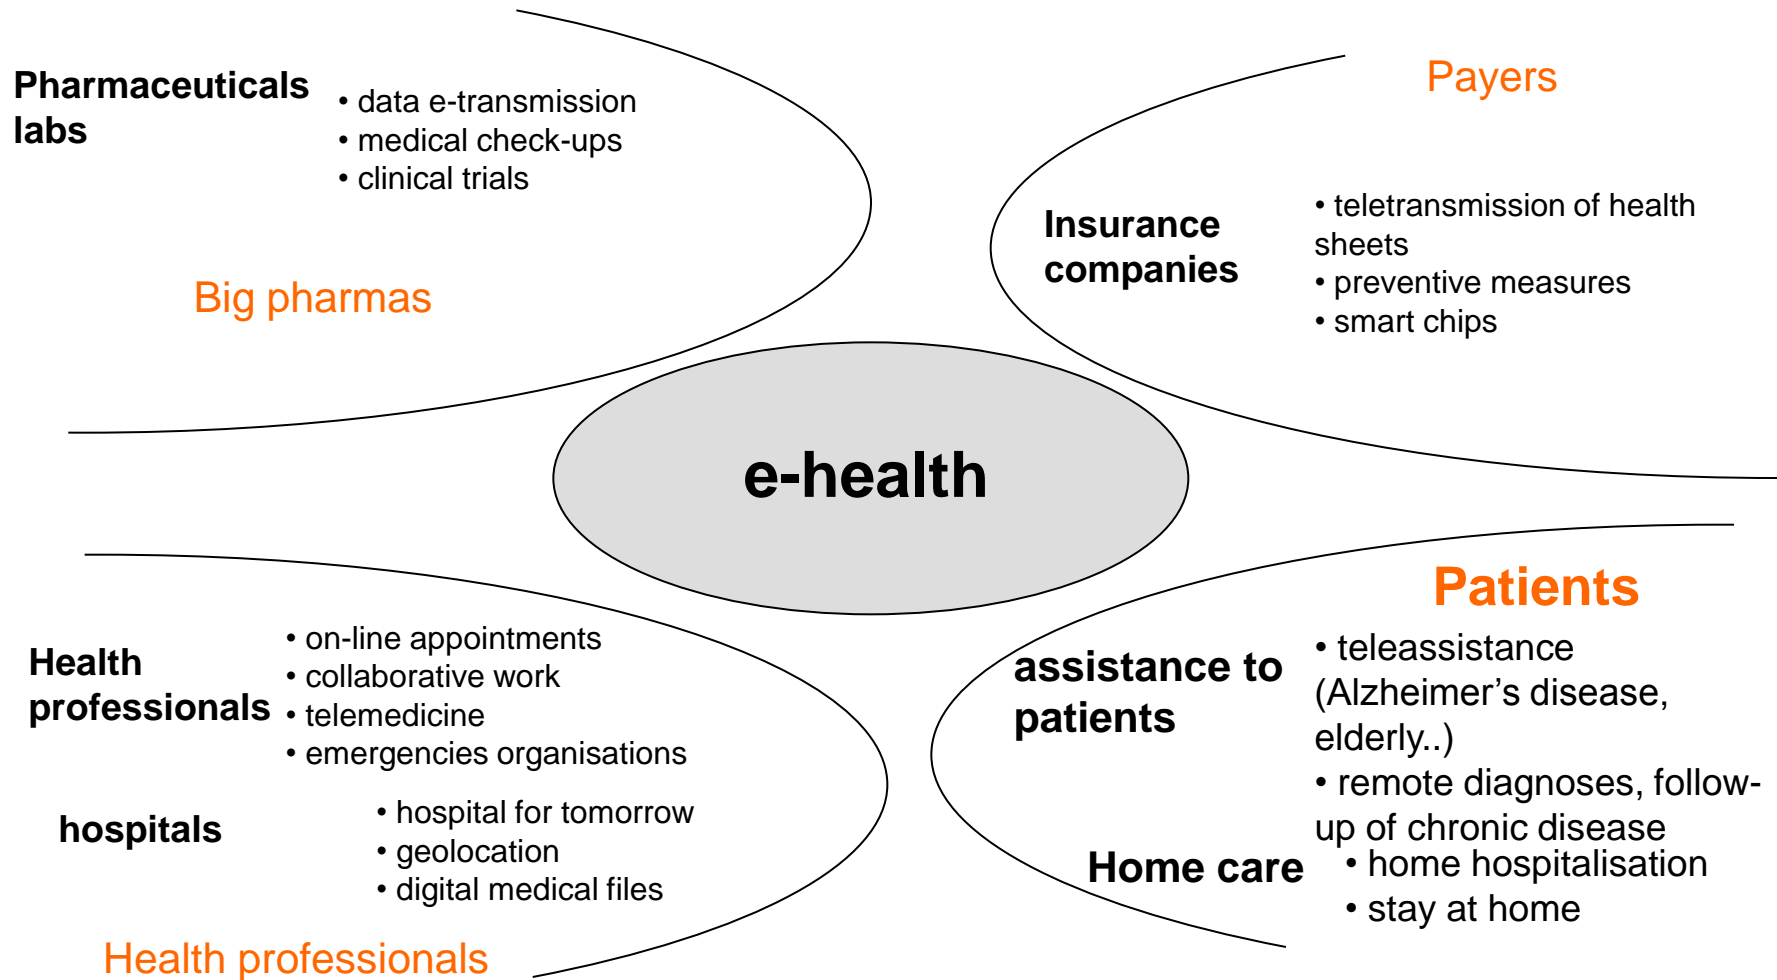 Pharmaceuticals
labs
• data e-transmission
• medical check-ups
• clinical trials
Big pharmas
Payers
Insurance
companies
• teletransmission of health
sheets
• preventive measures
• smart chips
e-health
Health
professionals
• on-line appointments
• collaborative work
• telemedicine
• emergencies organisations
hospitals
• hospital for tomorrow
• geolocation
• digital medical files
Health professionals
Patients
assistance to
patients
• teleassistance
(Alzheimer’s disease,
elderly..)
• remote diagnoses, follow-
up of chronic disease
Home care
• home hospitalisation
• stay at home